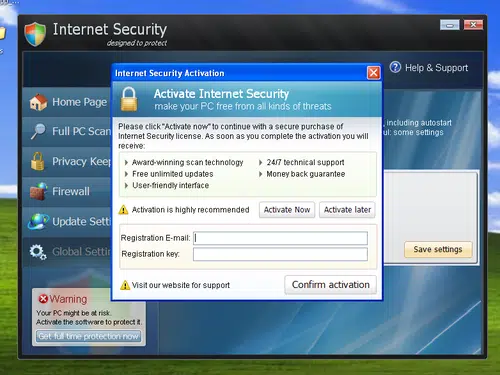 Internet Security
designed to protect
Help & Support
Home Page
Full PC Scan
Privacy Keep
Firewall
Update Setti
Global Setting
, including autostart
ul: some settings
Save settings
Warning
Your PC might be at risk.
Activate the software to protect it.
Get full time protection now
Internet Security Activation
Activate Internet Security
make your PC free from all kinds of threats
Please click "Activate now" to continue with a secure purchase of
Internet Security license. As soon as you complete the activation you will
receive:
Award-winning scan technology
24/7 technical support
Free unlimited updates
Money back guarantee
User-friendly interface
Activation is highly recommended
Activate Now
Activate later
Registration E-mail:
Registration key:
Visit our website for support
Confirm activation